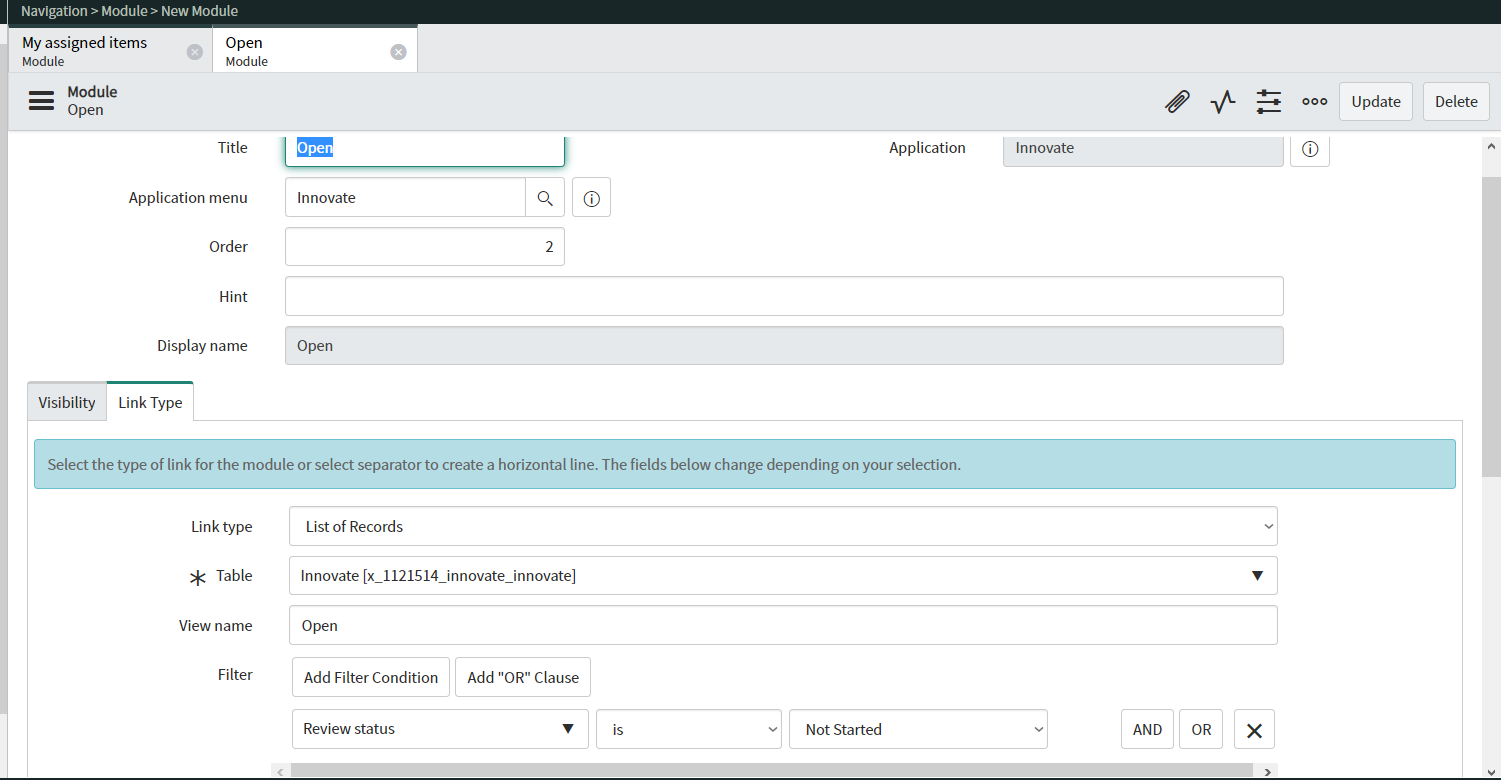 Navigation > Module > New Module
My assigned items
Module
Open
Module
Module
Open
Update
Delete
Title
Open
Application
Innovate
Application menu
Innovate
Order
2
Hint
Display name
Open
Visibility
Link Type
Select the type of link for the module or select separator to create a horizontal line. The fields below change depending on your selection.
Link type
List of Records
Table
Innovate [x_1121514_innovate_innovate]
View name
Open
Filter
Add Filter Condition
Add "OR" Clause
Review status
is
Not Started
AND
OR